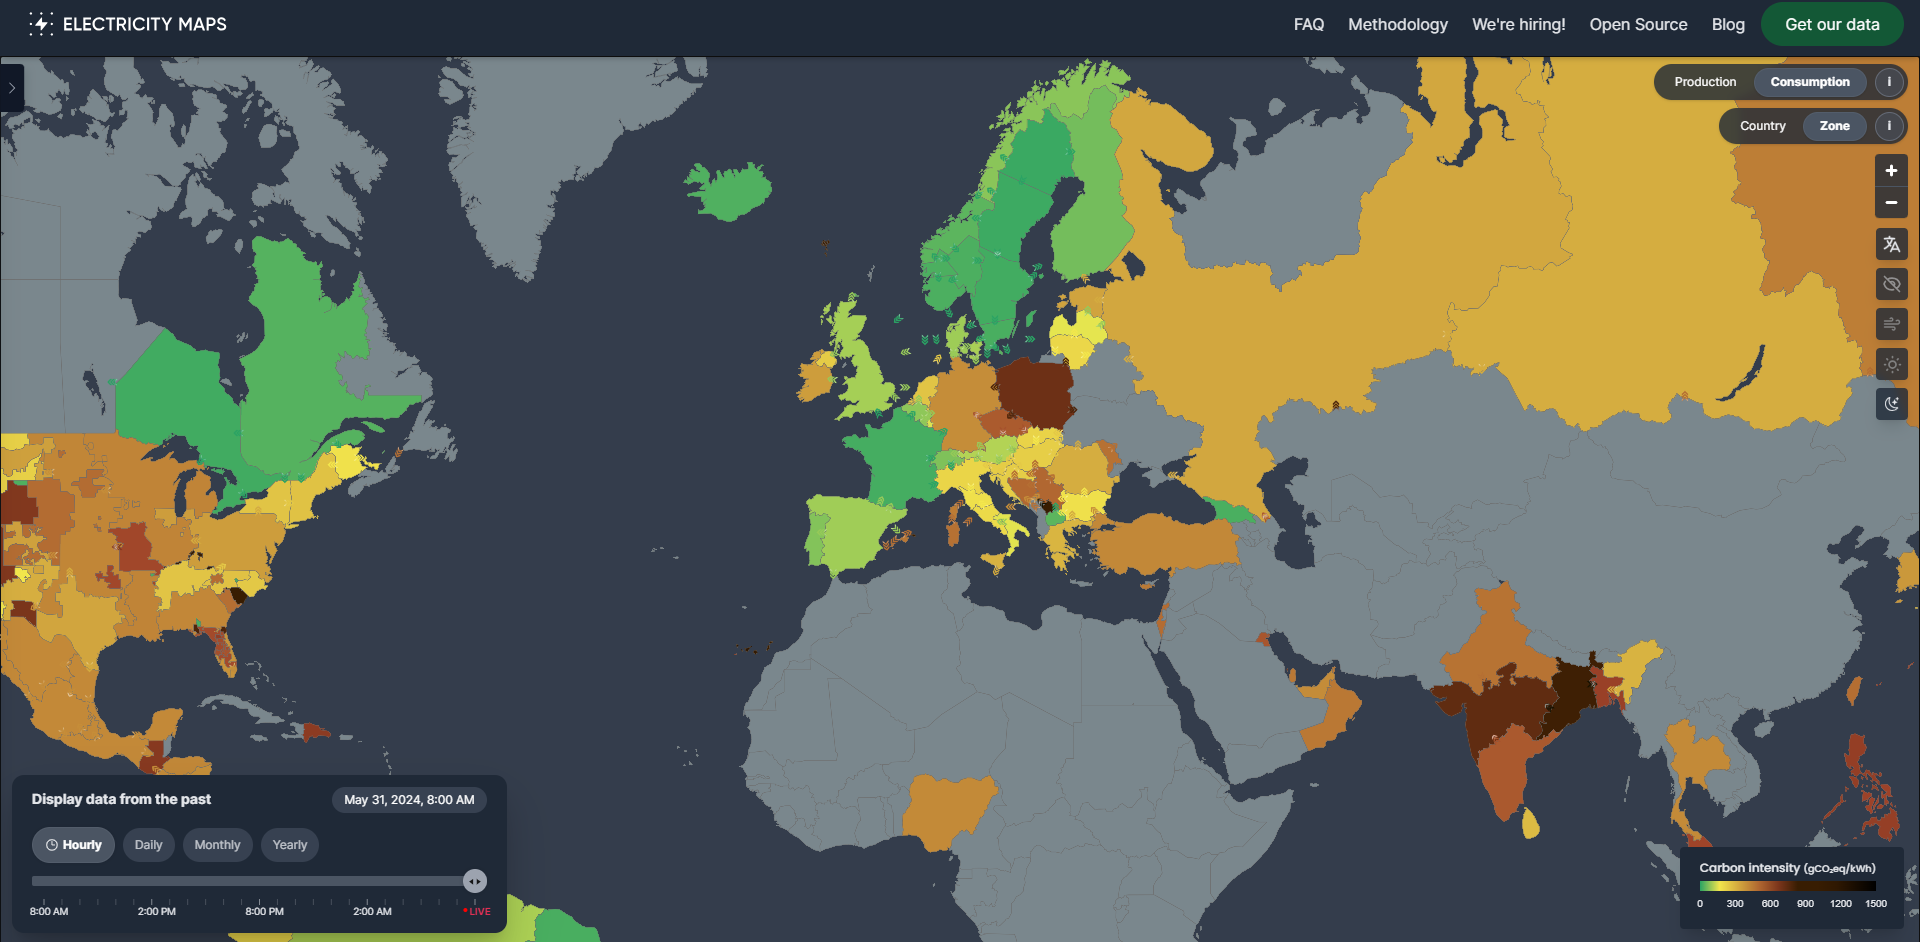 ELECTRICITY MAPS
FAQ
Methodology
We're hiring!
Open Source
Blog
Get our data
Production
Consumption
i
Country
Zone
i
+
−
Display data from the past
May 31, 2024, 8:00 AM
Hourly
Daily
Monthly
Yearly
8:00 AM
2:00 PM
8:00 PM
2:00 AM
LIVE
Carbon intensity (gCO₂eq/kWh)
0
300
600
900
1200
1500